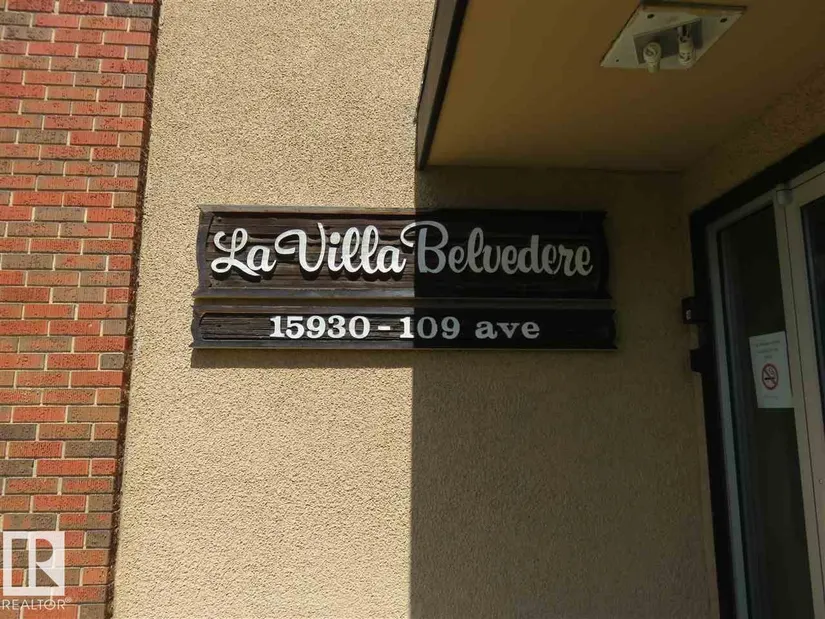 La Villa Belvedere
15930 - 109 ave
REALTOR®